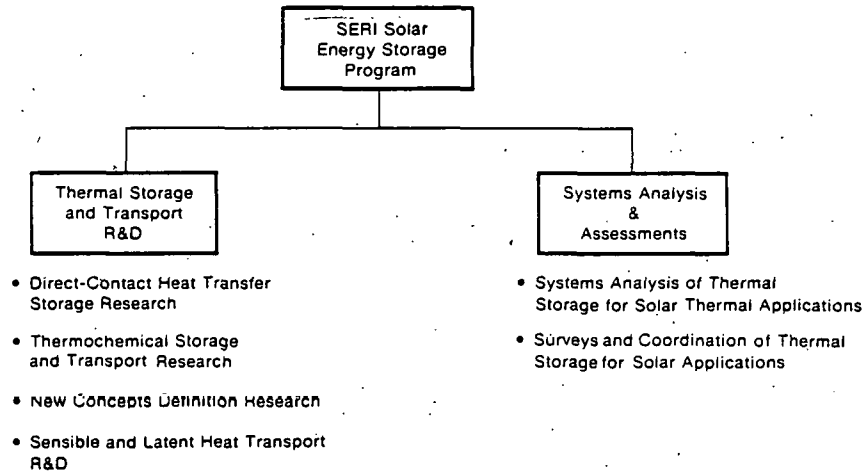 SERI Solar
Energy Storage
Program
Thermal Storage
and Transport
R&D
Systems Analysis
&
Assessments
• Direct-Contact Heat Transfer
Storage Research
• Thermochemical Storage
and Transport Research
• New Concepts Definition Research
• Sensible and Latent Heat Transport
R&D
• Systems Analysis of Thermal
Storage for Solar Thermal Applications
• Surveys and Coordination of Thermal
Storage for Solar Applications